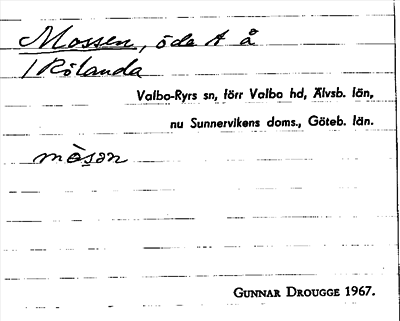 Mossen, öde A å
/ Rölanda
Valbo-Ryrs sn, förr Valbo hd, Älvsb. län,
nu Sunnervikens doms., Göteb. län.
mòsən
GUNNAR DROUGGE 1967.